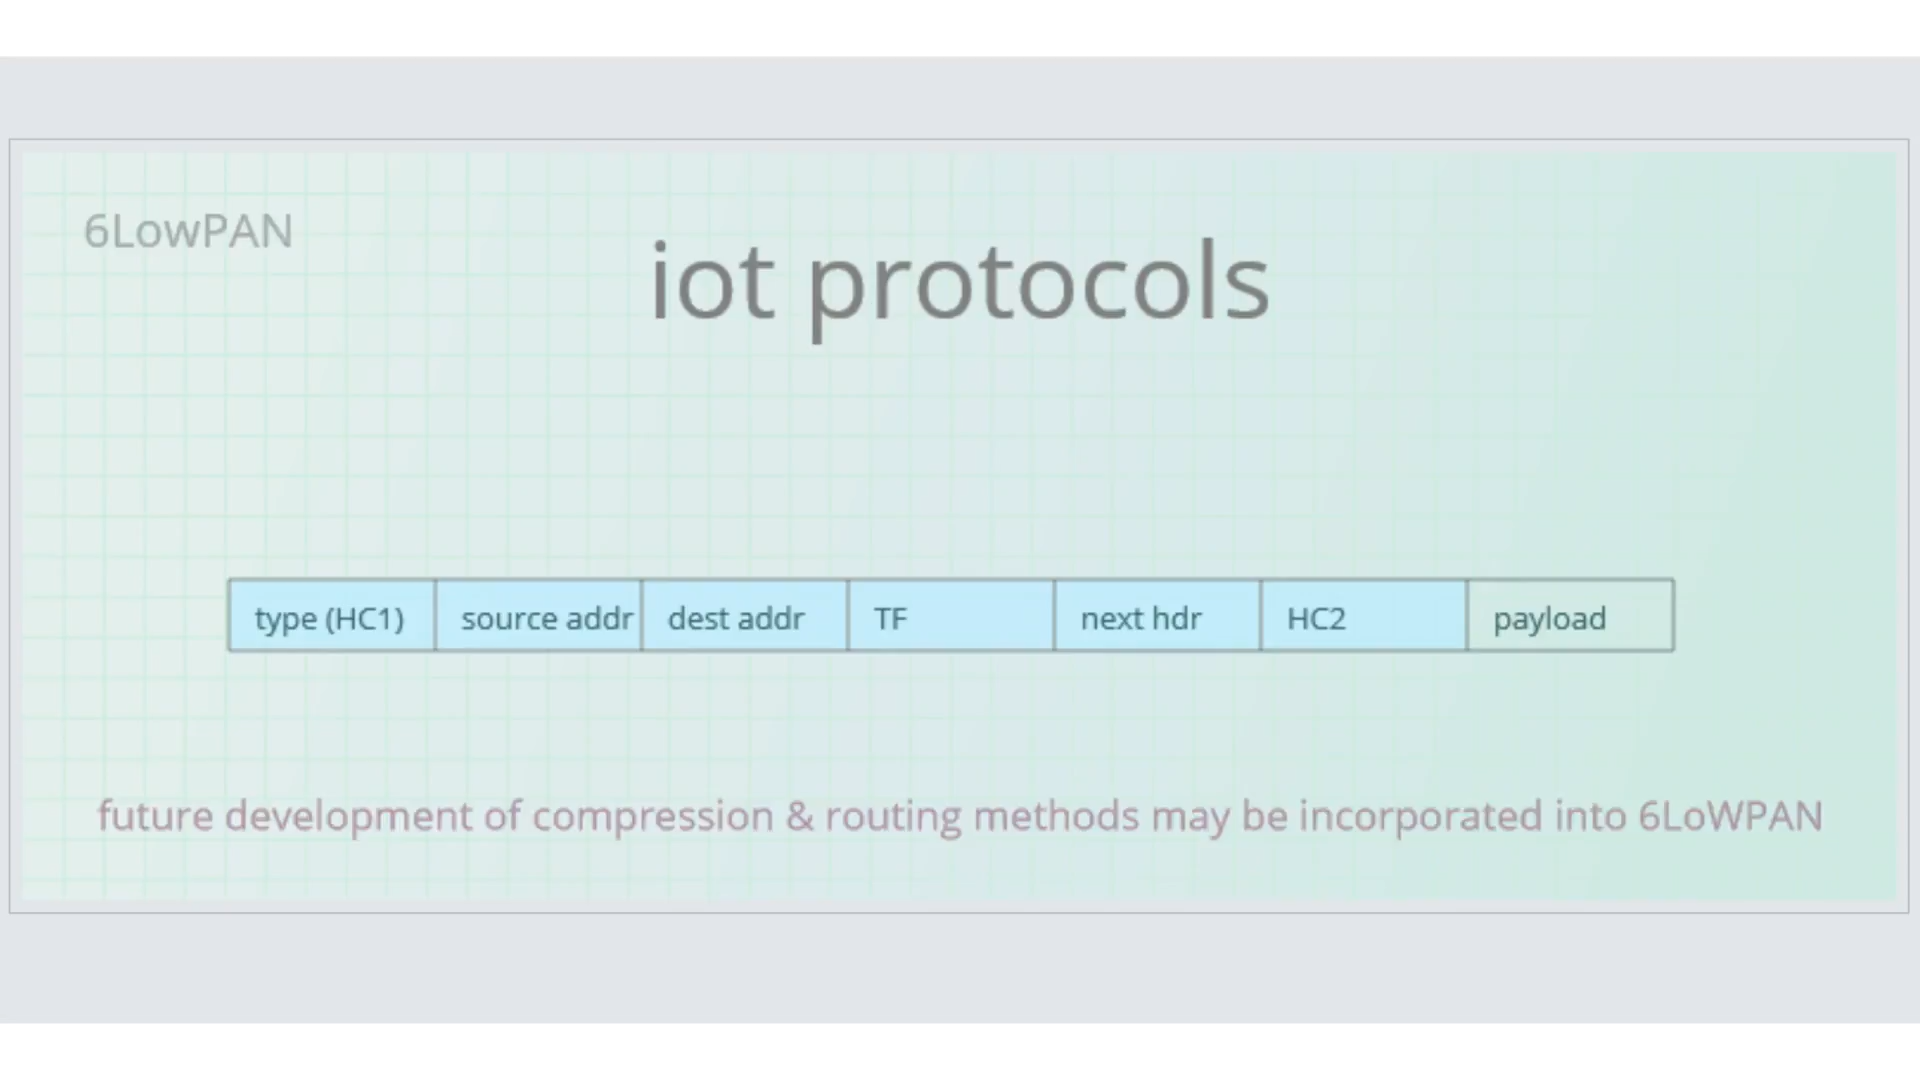 6LowPAN
iot protocols
type (HC1) source addr dest addr TF next hdr HC2 payload
future development of compression & routing methods may be incorporated into 6LoWPAN